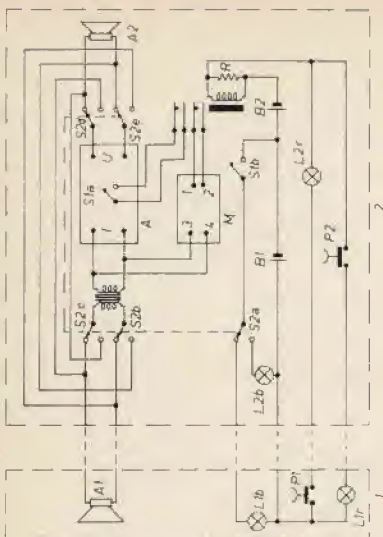 A2
S2d
S2e
U
S1a
I
A
R
1
2
3
4
M
B2
S1b
L2r
S2c
S2b
S2a
B1
P2
2
L2b
A1
L1b
P1
L1r
1